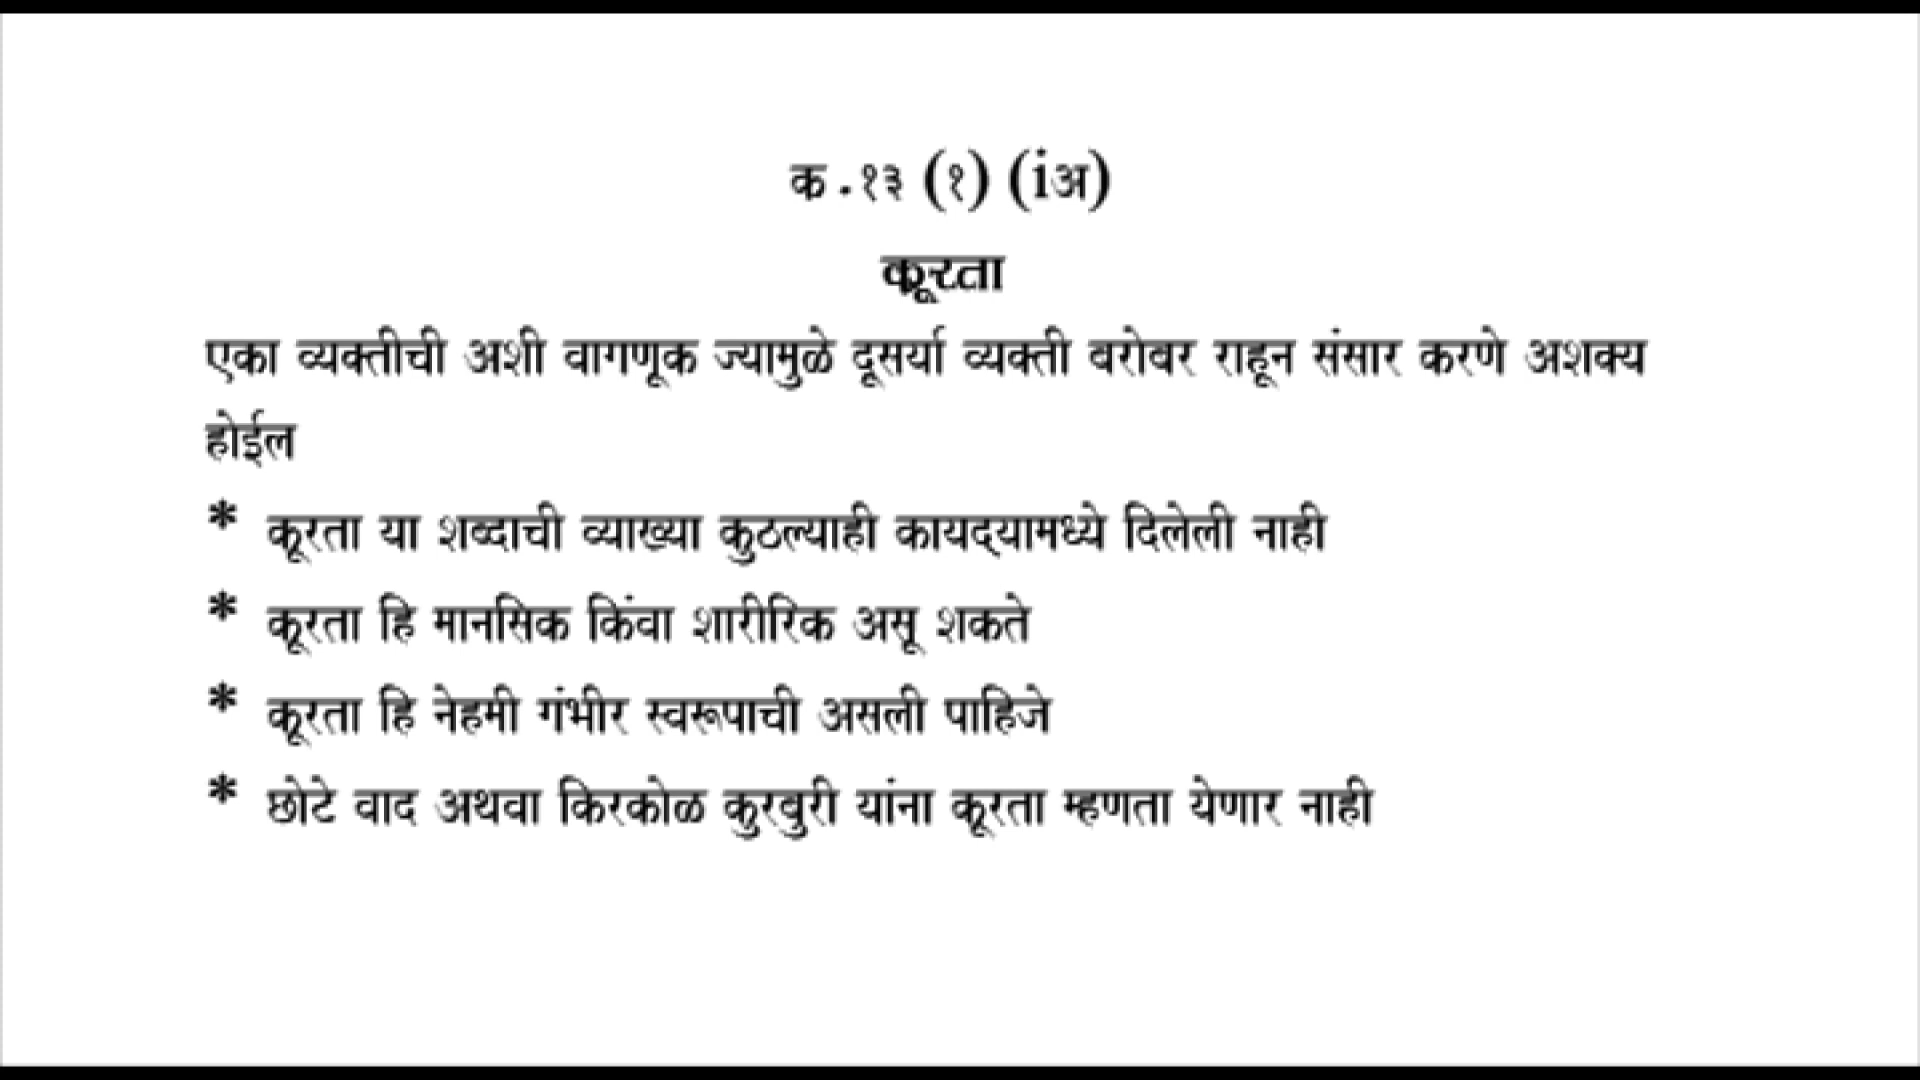 क.१३ (१) (iअ)
क्रूरता
एका व्यक्तीची अशी वागणूक ज्यामुळे दूसर्या व्यक्ती बरोबर राहून संसार करणे अशक्य
होईल
* क्रूरता या शब्दाची व्याख्या कुठल्याही कायद्यामध्ये दिलेली नाही
* क्रूरता हि मानसिक किंवा शारीरिक असू शकते
* क्रूरता हि नेहमी गंभीर स्वरूपाची असली पाहिजे
* छोटे वाद अथवा किरकोळ कुरबुरी यांना क्रूरता म्हणता येणार नाही